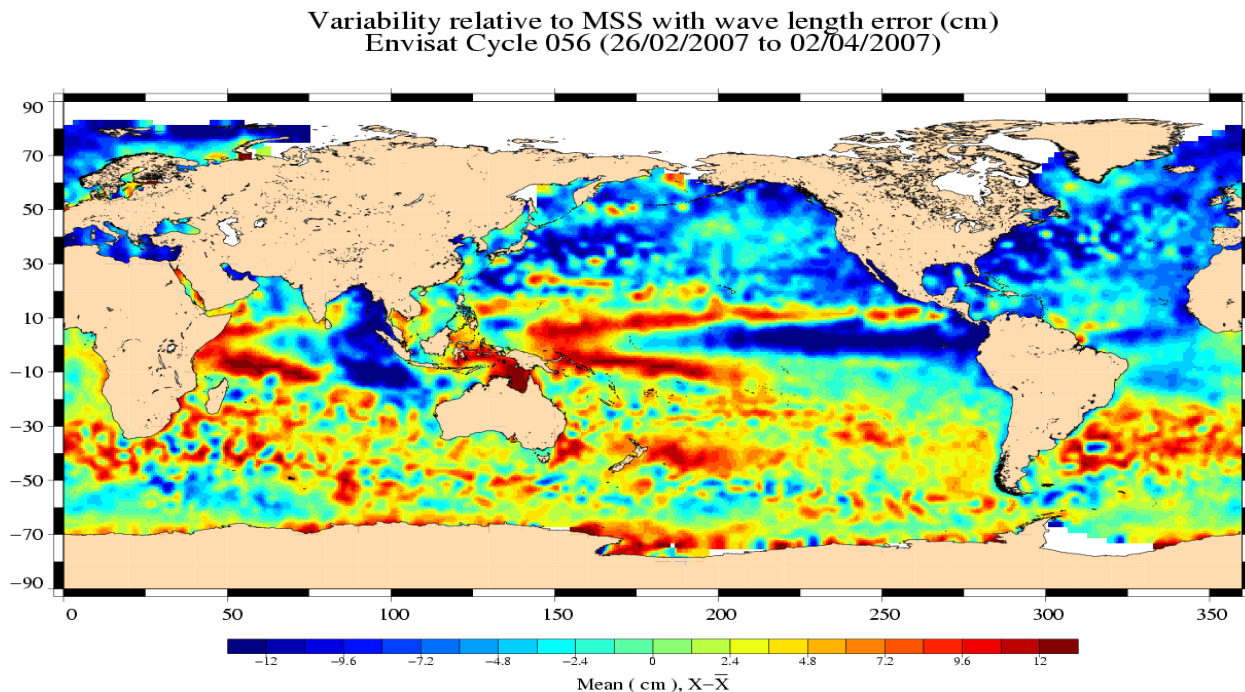 Variability relative to MSS with wave length error (cm)
Envisat Cycle 056 (26/02/2007 to 02/04/2007)
90
70
50
30
10
−10
−30
−50
−70
−90
0 50 100 150 200 250 300 350
−12 −9.6 −7.2 −4.8 −2.4 0 2.4 4.8 7.2 9.6 12
Mean ( cm ), X−X̅